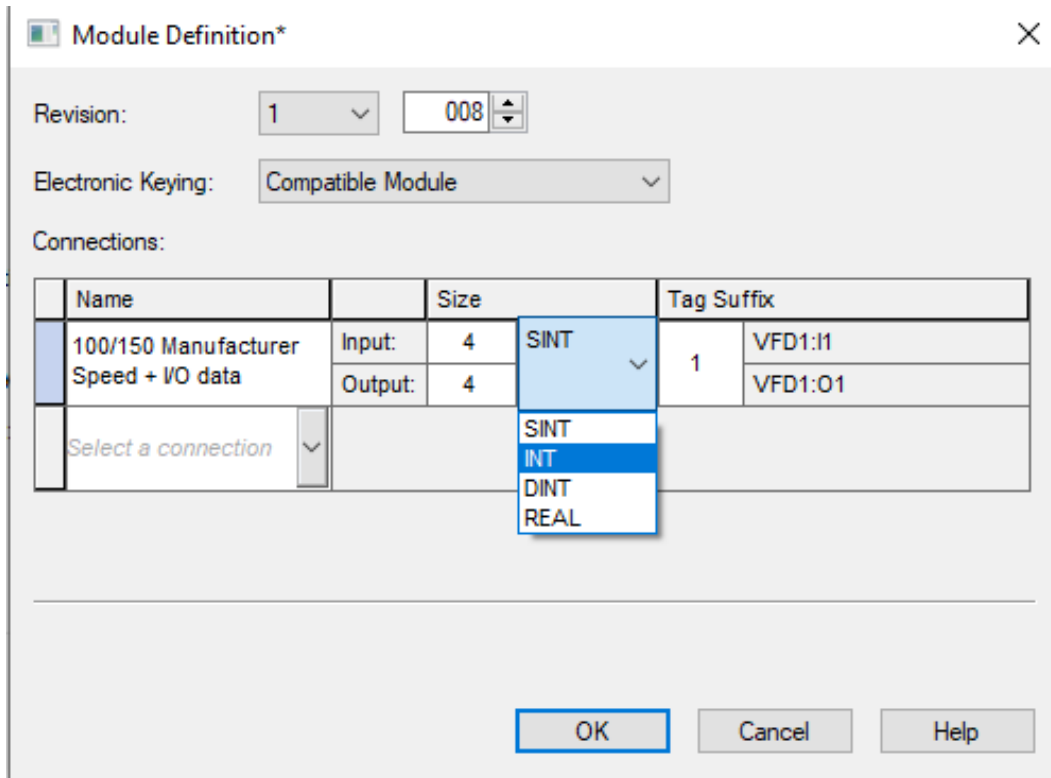 Module Definition*
Revision: 1 008
Electronic Keying: Compatible Module
Connections:
Name Size Tag Suffix
100/150 Manufacturer
Speed + I/O data
Input: 4 SINT 1 VFD1:I1
Output: 4 VFD1:O1
Select a connection
SINT
INT
DINT
REAL
OK Cancel Help